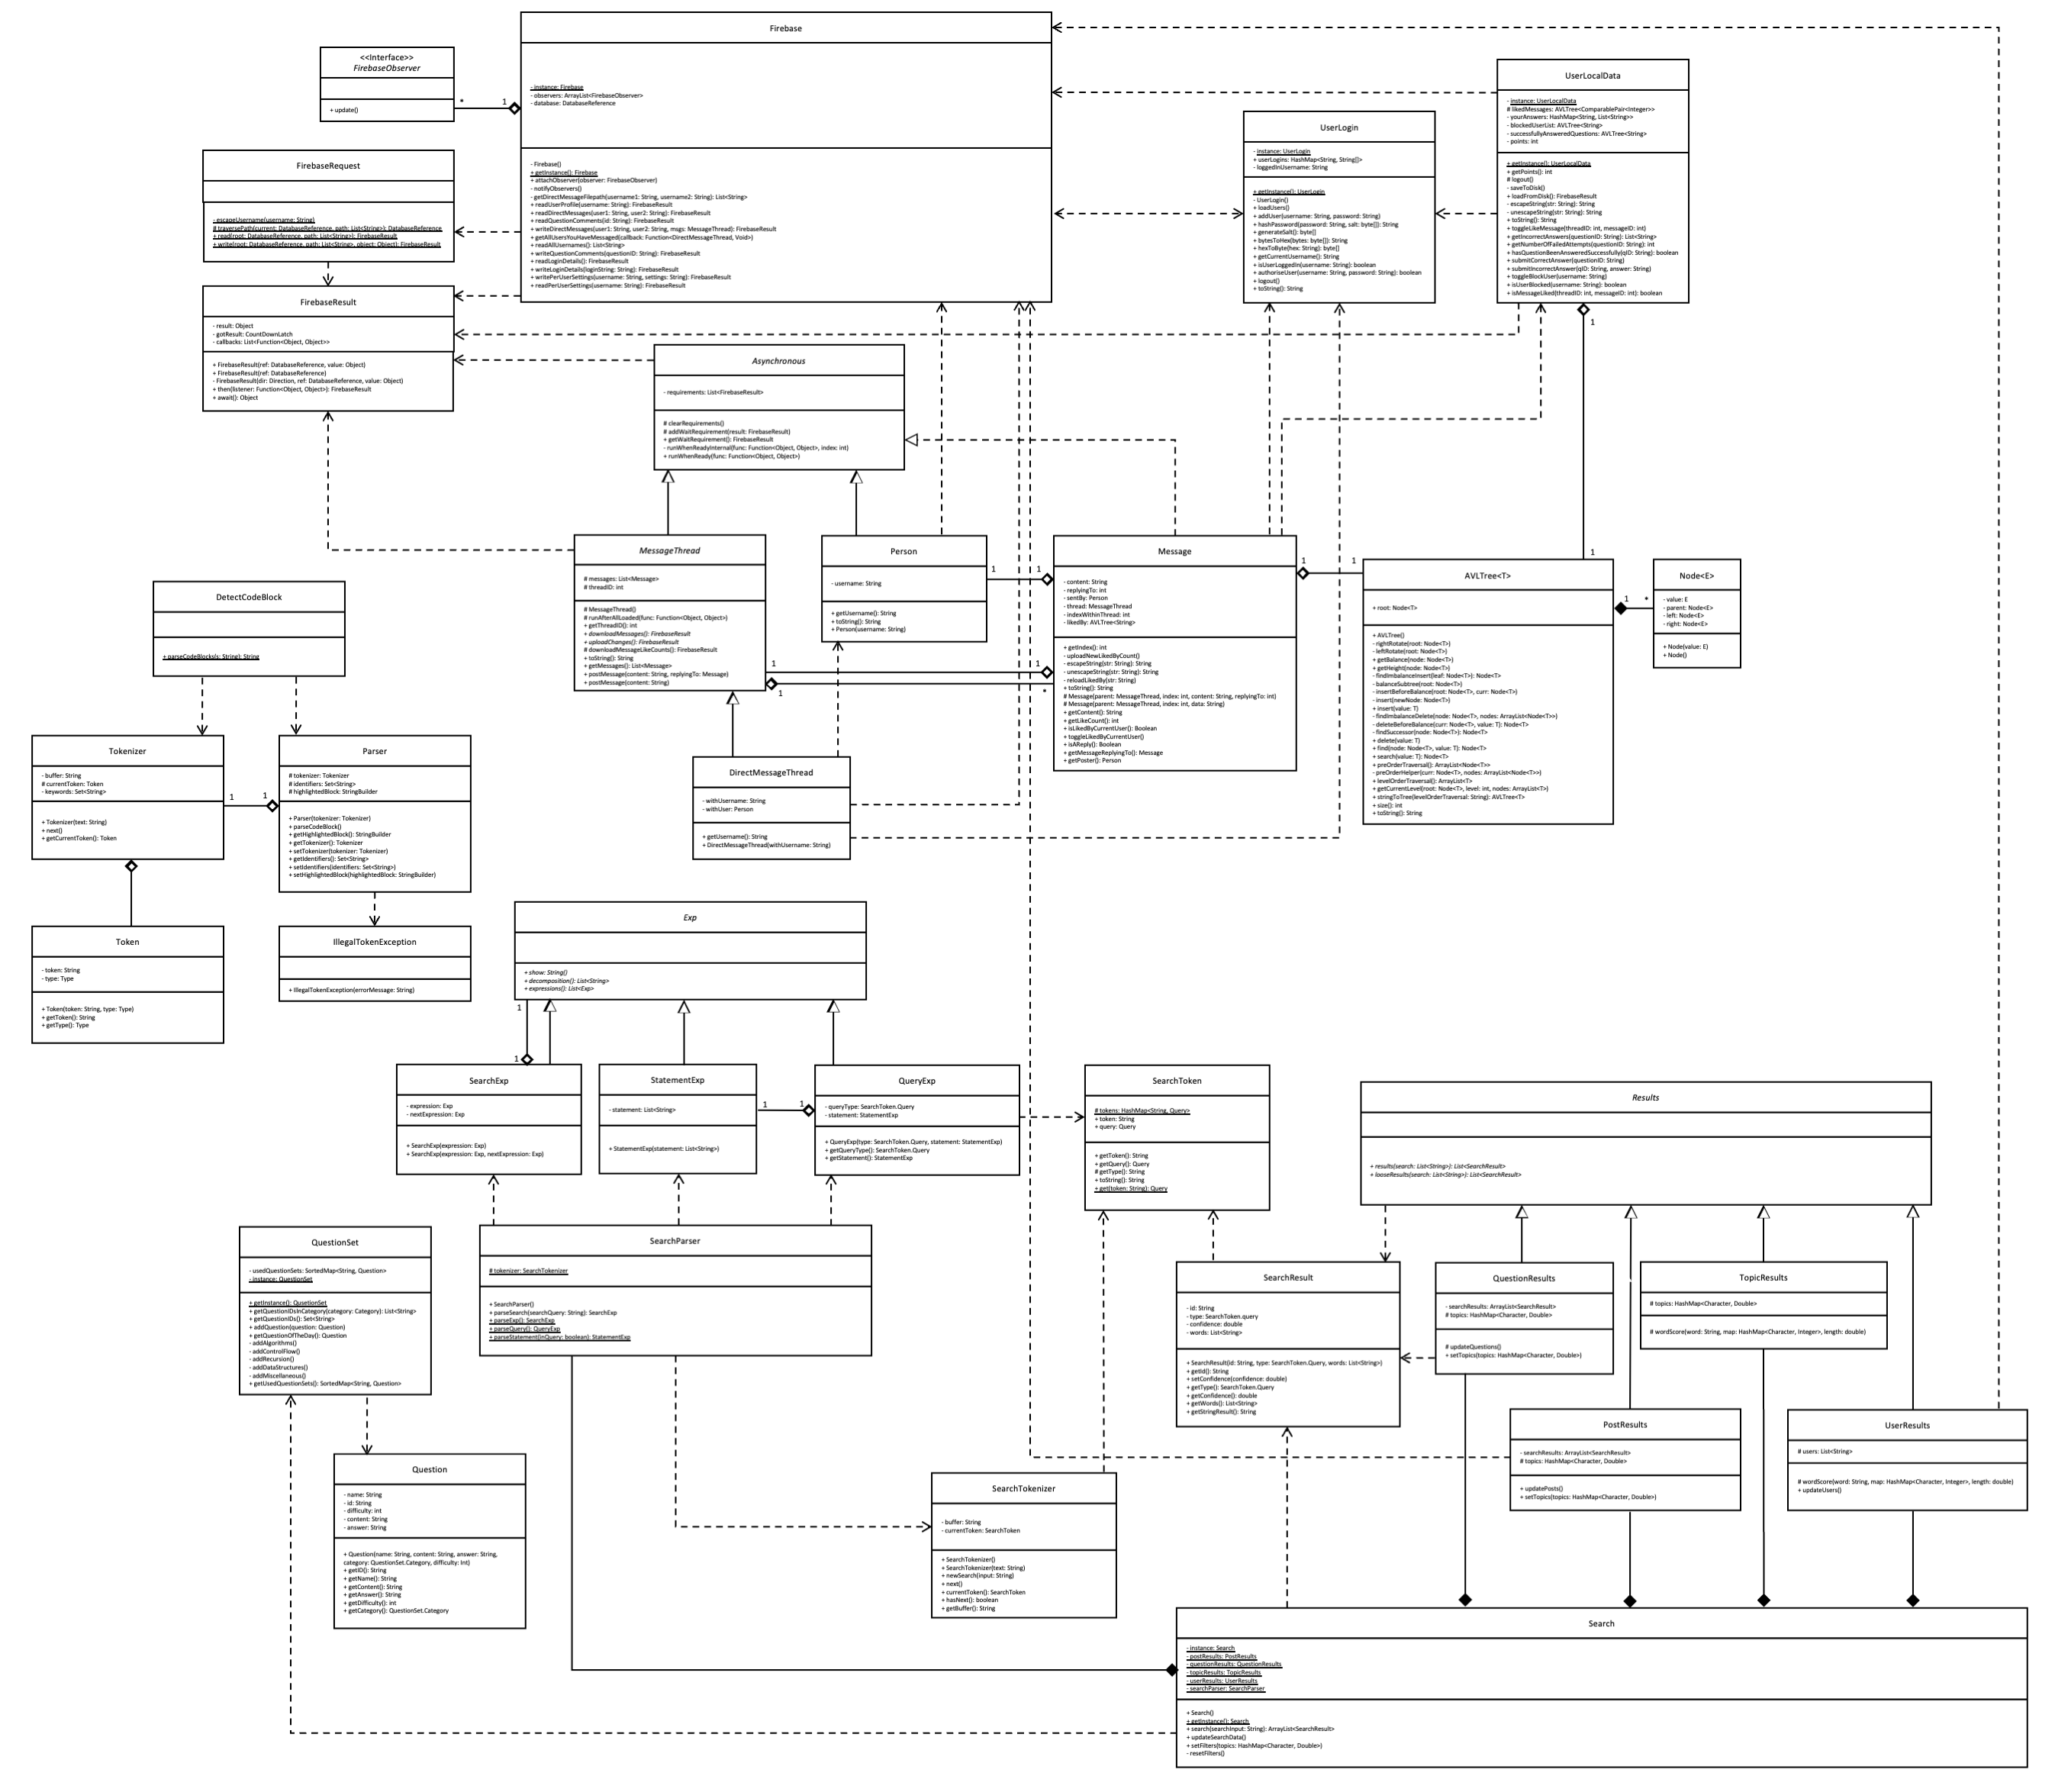 Firebase
- instance: Firebase
- observers: ArrayList<FirebaseObserver>
- database: DatabaseReference
- Firebase()
+ getInstance(): Firebase
+ attachObserver(observer: FirebaseObserver)
- notifyObservers()
- getDirectMessageFilepath(username1: String, username2: String): List<String>
+ readUserProfile(username: String): FirebaseResult
+ readDirectMessages(user1: String, user2: String): FirebaseResult
+ readQuestionComments(id: String): FirebaseResult
+ writeDirectMessages(user1: String, user2: String, msgs: MessageThread): FirebaseResult
+ getAllUsersYouHaveMessaged(callback: Function<DirectMessageThread, Void>)
+ readAllUsernames(): List<String>
+ writeQuestionComments(questionID: String): FirebaseResult
+ readLoginDetails(): FirebaseResult
+ writeLoginDetails(loginString: String): FirebaseResult
+ writePerUserSettings(username: String, settings: String): FirebaseResult
+ readPerUserSettings(username: String): FirebaseResult
<<Interface>>
FirebaseObserver
+ update()
*
1
FirebaseRequest
- escapeUsername(username: String)
# traversePath(current: DatabaseReference, path: List<String>): DatabaseReference
+ read(root: DatabaseReference, path: List<String>): FirebaseResult
+ write(root: DatabaseReference, path: List<String>, object: Object): FirebaseResult
FirebaseResult
- result: Object
- gotResult: CountDownLatch
- callbacks: List<Function<Object, Object>>
+ FirebaseResult(ref: DatabaseReference, value: Object)
+ FirebaseResult(ref: DatabaseReference)
- FirebaseResult(dir: Direction, ref: DatabaseReference, value: Object)
+ then(listener: Function<Object, Object>): FirebaseResult
+ await(): Object
UserLogin
- instance: UserLogin
+ userLogins: HashMap<String, String[]>
- loggedInUsername: String
+ getInstance(): UserLogin
- UserLogin()
+ loadUsers()
+ addUser(username: String, password: String)
+ hashPassword(password: String, salt: byte[]): String
+ generateSalt(): byte[]
+ bytesToHex(bytes: byte[]): String
+ hexToByte(hex: String): byte[]
+ getCurrentUsername(): String
+ isUserLoggedIn(username: String): boolean
+ authoriseUser(username: String, password: String): boolean
+ logout()
+ toString(): String
UserLocalData
- instance: UserLocalData
# likedMessages: AVLTree<ComparablePair<Integer>>
- yourAnswers: HashMap<String, List<String>>
- blockedUserList: AVLTree<String>
- successfullyAnsweredQuestions: AVLTree<String>
- points: int
+ getInstance(): UserLocalData
+ getPoints(): int
# logout()
- saveToDisk()
+ loadFromDisk(): FirebaseResult
- escapeString(str: String): String
- unescapeString(str: String): String
+ toString(): String
+ toggleLikeMessage(threadID: int, messageID: int)
+ getIncorrectAnswers(questionID: String): List<String>
+ getNumberOfFailedAttempts(questionID: String): int
+ hasQuestionBeenAnsweredSuccessfully(qID: String): boolean
+ submitCorrectAnswer(questionID: String)
+ submitIncorrectAnswer(qID: String, answer: String)
+ toggleBlockUser(username: String)
+ isUserBlocked(username: String): boolean
+ isMessageLiked(threadID: int, messageID: int): boolean
1
1
Asynchronous
- requirements: List<FirebaseResult>
# clearRequirements()
# addWaitRequirement(result: FirebaseResult)
+ getWaitRequirement(): FirebaseResult
- runWhenReadyInternal(func: Function<Object, Object>, index: int)
+ runWhenReady(func: Function<Object, Object>)
MessageThread
# messages: List<Message>
# threadID: int
# MessageThread()
# runAfterAllLoaded(func: Function<Object, Object>)
+ getThreadID(): int
+ downloadMessages(): FirebaseResult
+ uploadChanges(): FirebaseResult
# downloadMessageLikeCounts(): FirebaseResult
+ toString(): String
+ getMessages(): List<Message>
+ postMessage(content: String, replyingTo: Message)
+ postMessage(content: String)
Person
- username: String
+ getUsername(): String
+ toString(): String
+ Person(username: String)
1
1
1
1
1
*
Message
- content: String
- replyingTo: int
- sentBy: Person
- thread: MessageThread
- indexWithinThread: int
- likedBy: AVLTree<String>
+ getIndex(): int
- uploadNewLikedByCount()
- escapeString(str: String): String
- unescapeString(str: String): String
- reloadLikedBy(str: String)
+ toString(): String
# Message(parent: MessageThread, index: int, content: String, replyingTo: int)
# Message(parent: MessageThread, index: int, data: String)
+ getContent(): String
+ getLikeCount(): int
+ isLikedByCurrentUser(): Boolean
+ toggleLikedByCurrentUser()
+ isAReply(): Boolean
+ getMessageReplyingTo(): Message
+ getPoster(): Person
1
1
AVLTree<T>
+ root: Node<T>
+ AVLTree()
- rightRotate(root: Node<T>)
- leftRotate(root: Node<T>)
+ getBalance(node: Node<T>)
+ getHeight(node: Node<T>)
- findImbalanceInsert(leaf: Node<T>): Node<T>
- balanceSubtree(root: Node<T>)
- insertBeforeBalance(root: Node<T>, curr: Node<T>)
- insert(newNode: Node<T>)
+ insert(value: T)
- findImbalanceDelete(node: Node<T>, nodes: ArrayList<Node<T>>)
- deleteBeforeBalance(curr: Node<T>, value: T): Node<T>
- findSuccessor(node: Node<T>): Node<T>
+ delete(value: T)
+ find(node: Node<T>, value: T): Node<T>
+ search(value: T): Node<T>
+ preOrderTraversal(): ArrayList<Node<T>>
- preOrderHelper(curr: Node<T>, nodes: ArrayList<Node<T>>)
+ levelOrderTraversal(): ArrayList<T>
+ getCurrentLevel(root: Node<T>, level: int, nodes: ArrayList<T>)
+ stringToTree(levelOrderTraversal: String): AVLTree<T>
+ size(): int
+ toString(): String
1
*
Node<E>
- value: E
- parent: Node<E>
- left: Node<E>
- right: Node<E>
+ Node(value: E)
+ Node()
DetectCodeBlock
+ parseCodeBlocks(s: String): String
Tokenizer
- buffer: String
# currentToken: Token
- keywords: Set<String>
+ Tokenizer(text: String)
+ next()
+ getCurrentToken(): Token
1
1
Parser
# tokenizer: Tokenizer
# identifiers: Set<String>
# highlightedBlock: StringBuilder
+ Parser(tokenizer: Tokenizer)
+ parseCodeBlock()
+ getHighlightedBlock(): StringBuilder
+ getTokenizer(): Tokenizer
+ setTokenizer(tokenizer: Tokenizer)
+ getIdentifiers(): Set<String>
+ setIdentifiers(identifiers: Set<String>)
+ setHighlightedBlock(highlightedBlock: StringBuilder)
DirectMessageThread
- withUsername: String
- withUser: Person
+ getUsername(): String
+ DirectMessageThread(withUsername: String)
Token
- token: String
- type: Type
+ Token(token: String, type: Type)
+ getToken(): String
+ getType(): Type
IllegalTokenException
+ IllegalTokenException(errorMessage: String)
Exp
+ show: String()
+ decomposition(): List<String>
+ expressions(): List<Exp>
1
1
SearchExp
- expression: Exp
- nextExpression: Exp
+ SearchExp(expression: Exp)
+ SearchExp(expression: Exp, nextExpression: Exp)
StatementExp
- statement: List<String>
+ StatementExp(statement: List<String>)
1
1
QueryExp
- queryType: SearchToken.Query
- statement: StatementExp
+ QueryExp(type: SearchToken.Query, statement: StatementExp)
+ getQueryType(): SearchToken.Query
+ getStatement(): StatementExp
SearchToken
# tokens: HashMap<String, Query>
+ token: String
+ query: Query
+ getToken(): String
+ getQuery(): Query
# getType(): String
+ toString(): String
+ get(token: String): Query
Results
+ results(search: List<String>): List<SearchResult>
+ looseResults(search: List<String>): List<SearchResult>
QuestionSet
- usedQuestionSets: SortedMap<String, Question>
- instance: QuestionSet
+ getInstance(): QusetionSet
+ getQuestionIDsInCategory(category: Category): List<String>
+ getQuestionIDs(): Set<String>
+ addQuestion(question: Question)
+ getQuestionOfTheDay(): Question
- addAlgorithms()
- addControlFlow()
- addRecursion()
- addDataStructures()
- addMiscellaneous()
+ getUsedQuestionSets(): SortedMap<String, Question>
SearchParser
# tokenizer: SearchTokenizer
+ SearchParser()
+ parseSearch(searchQuery: String): SearchExp
+ parseExp(): SearchExp
+ parseQuery(): QueryExp
+ parseStatement(inQuery: boolean): StatementExp
SearchResult
- id: String
- type: SearchToken.query
- confidence: double
- words: List<String>
+ SearchResult(id: String, type: SearchToken.Query, words: List<String>)
+ getId(): String
+ setConfidence(confidence: double)
+ getType(): SearchToken.Query
+ getConfidence(): double
+ getWords(): List<String>
+ getStringResult(): String
QuestionResults
- searchResults: ArrayList<SearchResult>
# topics: HashMap<Character, Double>
# updateQuestions()
+ setTopics(topics: HashMap<Character, Double>)
TopicResults
# topics: HashMap<Character, Double>
# wordScore(word: String, map: HashMap<Character, Integer>, length: double)
PostResults
- searchResults: ArrayList<SearchResult>
# topics: HashMap<Character, Double>
+ updatePosts()
+ setTopics(topics: HashMap<Character, Double>)
UserResults
# users: List<String>
# wordScore(word: String, map: HashMap<Character, Integer>, length: double)
+ updateUsers()
Question
- name: String
- id: String
- difficulty: int
- content: String
- answer: String
+ Question(name: String, content: String, answer: String,
category: QuestionSet.Category, difficulty: Int)
+ getID(): String
+ getName(): String
+ getContent(): String
+ getAnswer(): String
+ getDifficulty(): int
+ getCategory(): QuestionSet.Category
SearchTokenizer
- buffer: String
- currentToken: SearchToken
+ SearchTokenizer()
+ SearchTokenizer(text: String)
+ newSearch(input: String)
+ next()
+ currentToken(): SearchToken
+ hasNext(): boolean
+ getBuffer(): String
Search
- instance: Search
- postResults: PostResults
- questionResults: QuestionResults
- topicResults: TopicResults
- userResults: UserResults
- searchParser: SearchParser
+ Search()
+ getInstance(): Search
+ search(searchInput: String): ArrayList<SearchResult>
+ updateSearchData()
+ setFilters(topics: HashMap<Character, Double>)
- resetFilters()